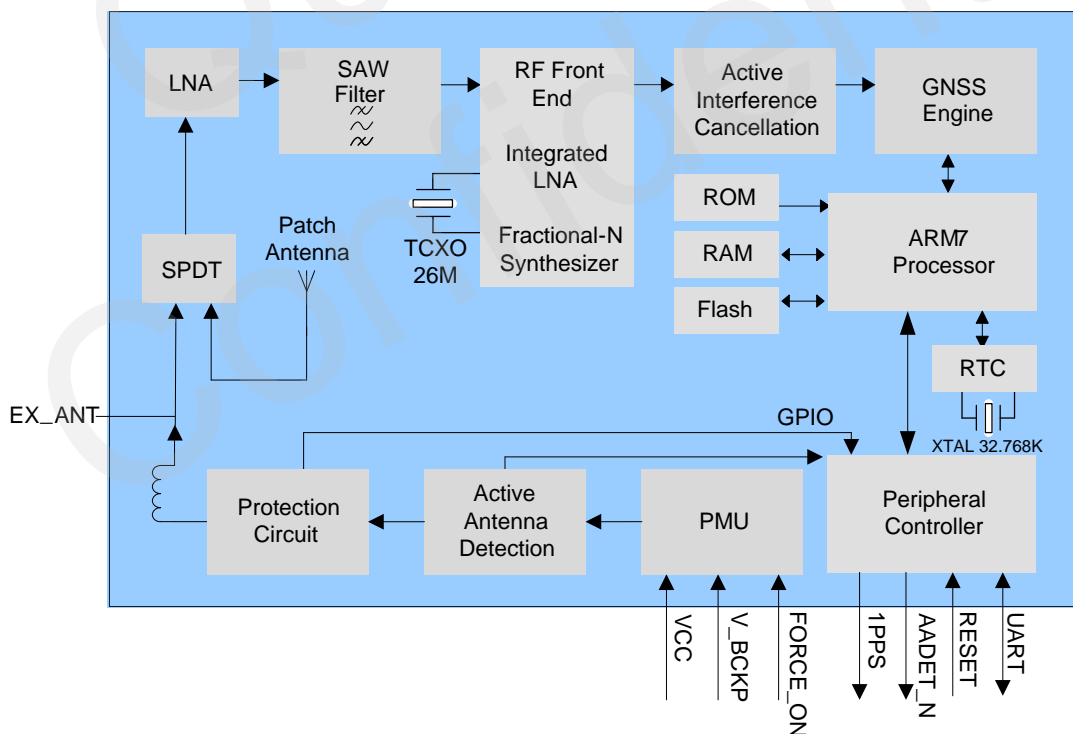 LNA
SAW
Filter
RF Front
End
Integrated
LNA
Fractional-N
Synthesizer
Active
Interference
Cancellation
GNSS
Engine
TCXO
26M
ROM
RAM
Flash
ARM7
Processor
SPDT
Patch
Antenna
RTC
XTAL 32.768K
EX_ANT
GPIO
Protection
Circuit
Active
Antenna
Detection
PMU
Peripheral
Controller
VCC
V_BCKP
FORCE_ON
1PPS
AADET_N
RESET
UART